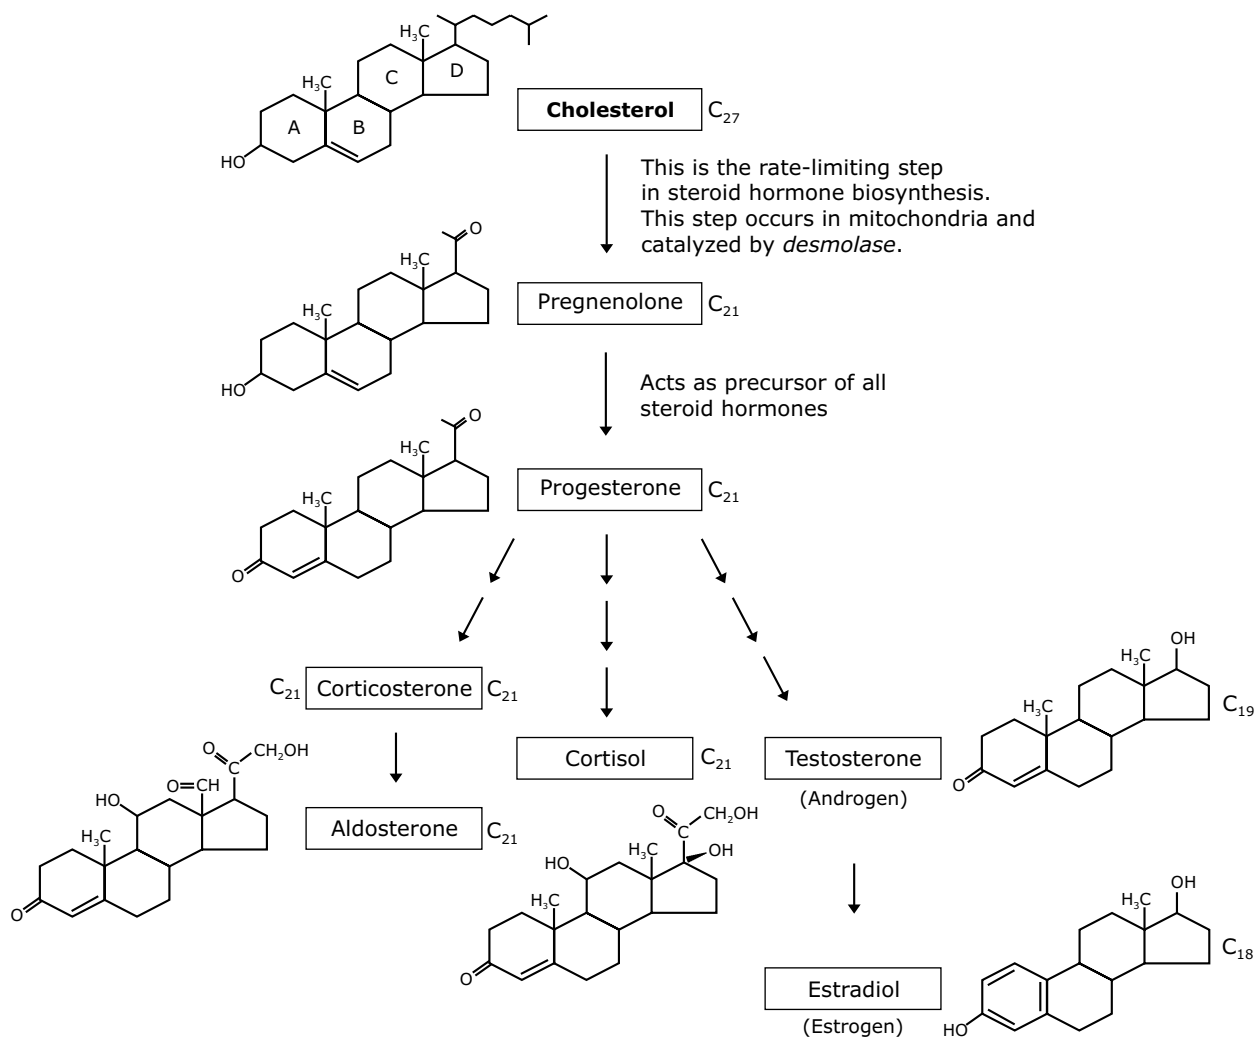 H₃C
H₃C
C
D
A
B
HO
Cholesterol C₂₇
This is the rate-limiting step
in steroid hormone biosynthesis.
This step occurs in mitochondria and
catalyzed by desmolase.
O
H₃C
H₃C
HO
Pregnenolone C₂₁
Acts as precursor of all
steroid hormones
O
H₃C
H₃C
O
Progesterone C₂₁
C₂₁ Corticosterone C₂₁
O
CH₂OH
C
O=CH
HO
H₃C
O
Aldosterone C₂₁
Cortisol C₂₁
O
CH₂OH
C
OH
H₃C
HO
H₃C
O
Testosterone
(Androgen)
OH
H₃C
H₃C
C₁₉
O
Estradiol
(Estrogen)
OH
H₃C
C₁₈
HO